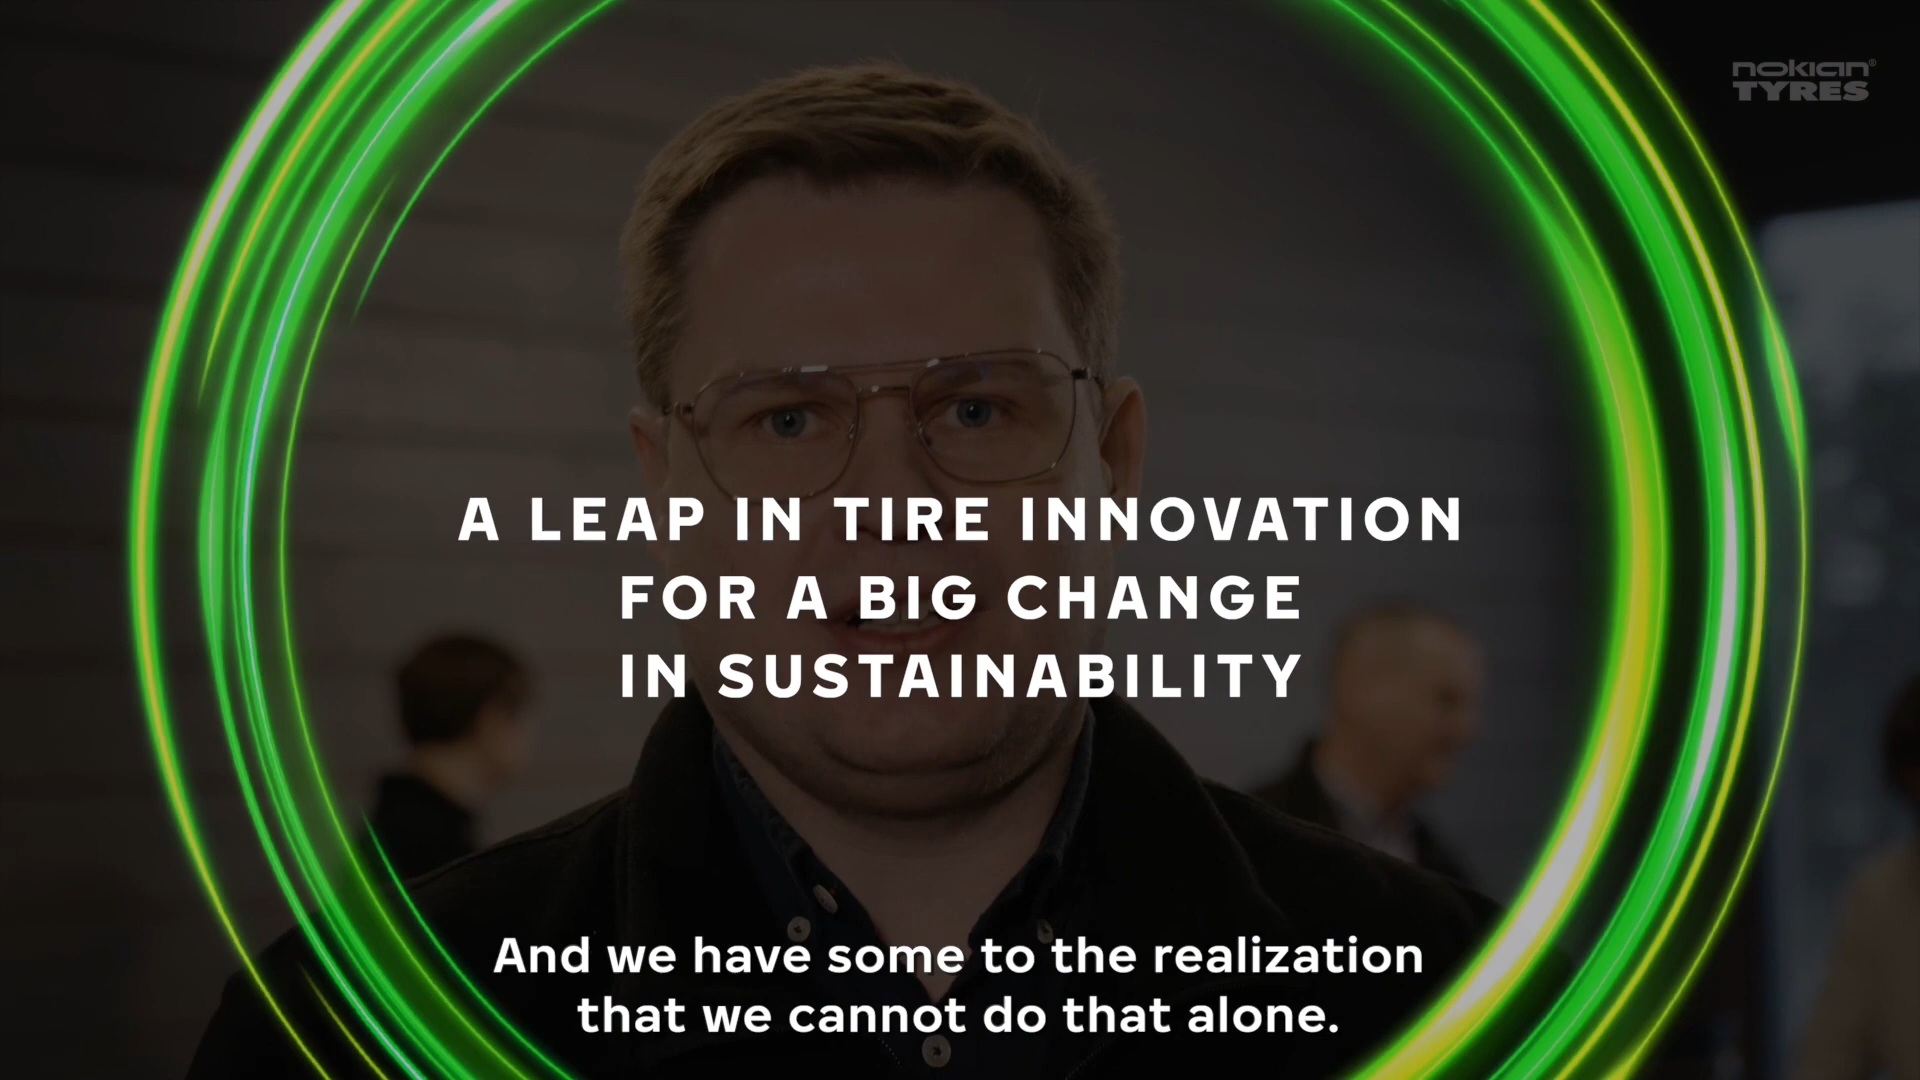 nokian®
TYRES
A LEAP IN TIRE INNOVATION
FOR A BIG CHANGE
IN SUSTAINABILITY
And we have some to the realization
that we cannot do that alone.